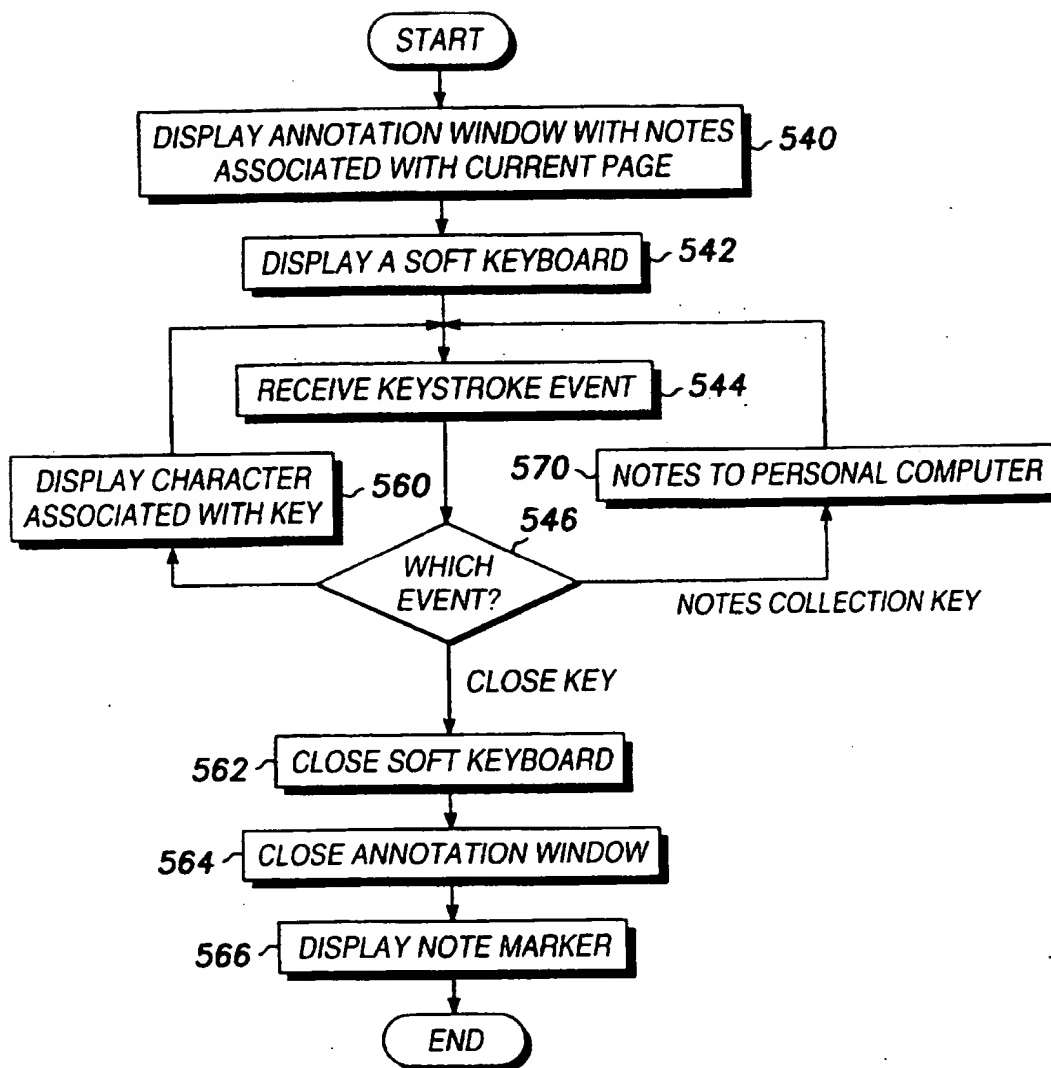 START
DISPLAY ANNOTATION WINDOW WITH NOTES
ASSOCIATED WITH CURRENT PAGE
540
DISPLAY A SOFT KEYBOARD
542
RECEIVE KEYSTROKE EVENT
544
DISPLAY CHARACTER
ASSOCIATED WITH KEY
560
570
NOTES TO PERSONAL COMPUTER
546
WHICH
EVENT?
NOTES COLLECTION KEY
CLOSE KEY
562
CLOSE SOFT KEYBOARD
564
CLOSE ANNOTATION WINDOW
566
DISPLAY NOTE MARKER
END